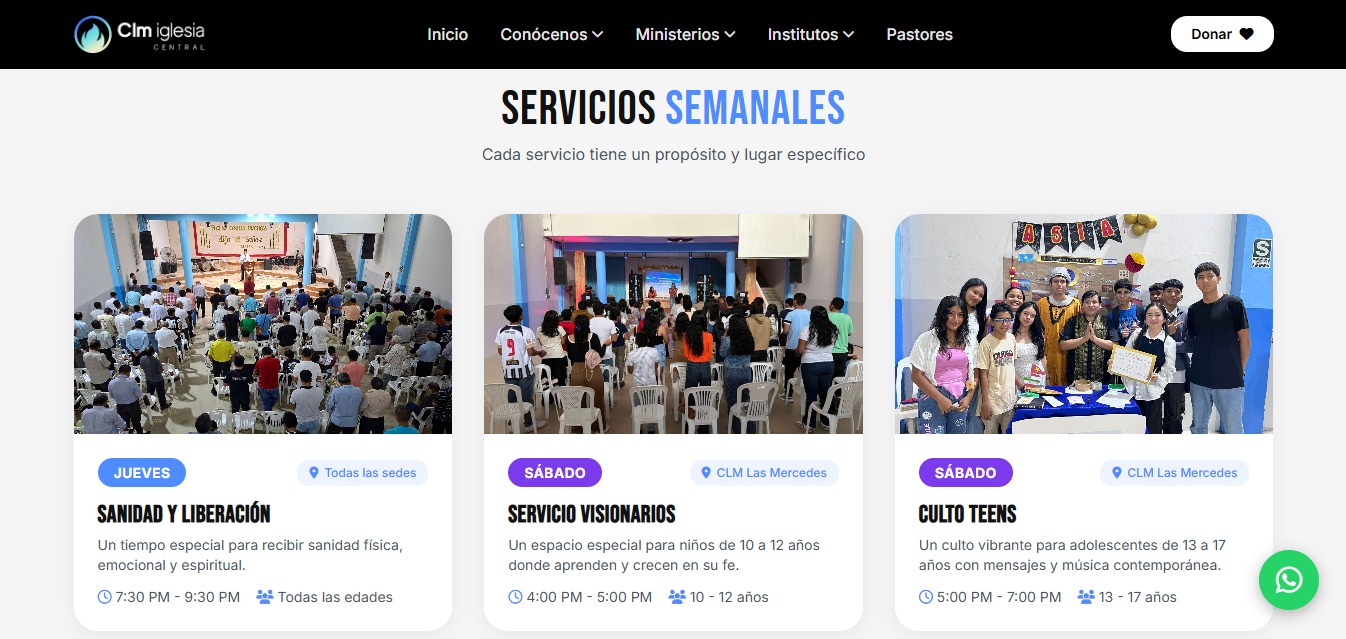 Clm iglesia
CENTRAL
Inicio
Conócenos
Ministerios
Institutos
Pastores
Donar
SERVICIOS SEMANALES
Cada servicio tiene un propósito y lugar específico
dijo el Señor
9
ASIA
S
JUEVES
Todas las sedes
SANIDAD Y LIBERACIÓN
Un tiempo especial para recibir sanidad física,
emocional y espiritual.
7:30 PM - 9:30 PM
Todas las edades
SÁBADO
CLM Las Mercedes
SERVICIO VISIONARIOS
Un espacio especial para niños de 10 a 12 años
donde aprenden y crecen en su fe.
4:00 PM - 5:00 PM
10 - 12 años
SÁBADO
CLM Las Mercedes
CULTO TEENS
Un culto vibrante para adolescentes de 13 a 17
años con mensajes y música contemporánea.
5:00 PM - 7:00 PM
13 - 17 años